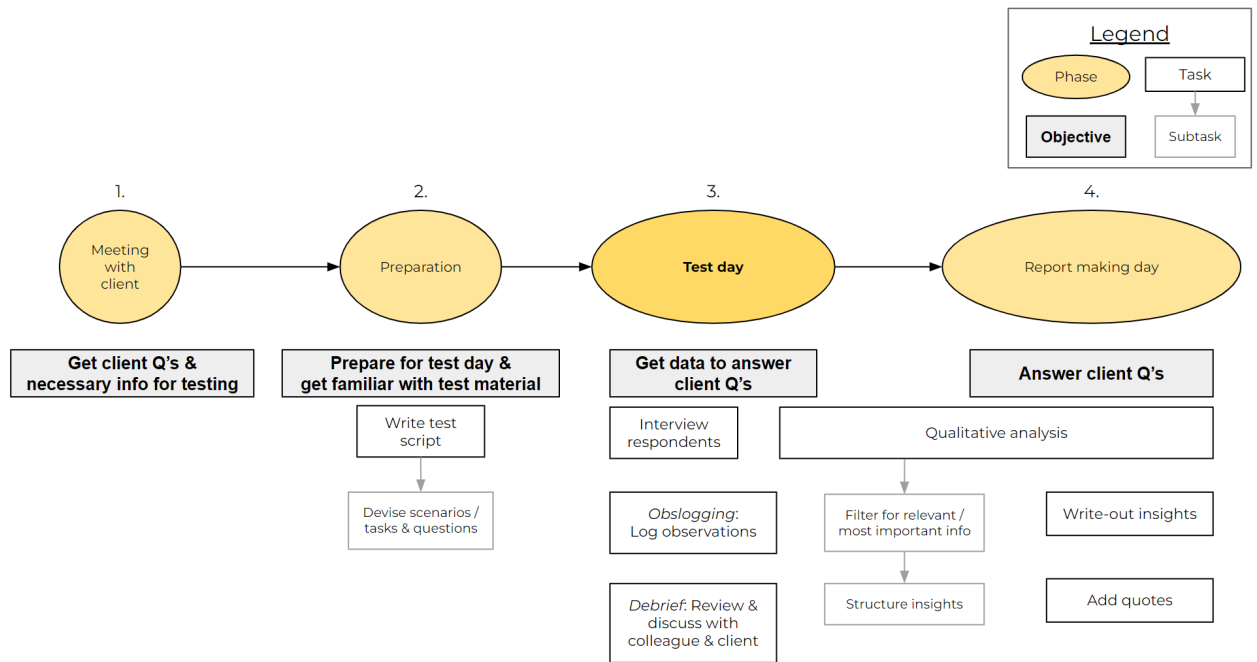 Legend
Phase
Task
Objective
Subtask
1.
2.
3.
4.
Meeting
with
client
Preparation
Test day
Report making day
Get client Q's &
necessary info for testing
Prepare for test day &
get familiar with test material
Get data to answer
client Q's
Answer client Q's
Write test
script
Interview
respondents
Qualitative analysis
Devise scenarios /
tasks & questions
Obslogging:
Log observations
Filter for relevant /
most important info
Write-out insights
Debrief: Review &
discuss with
colleague & client
Structure insights
Add quotes